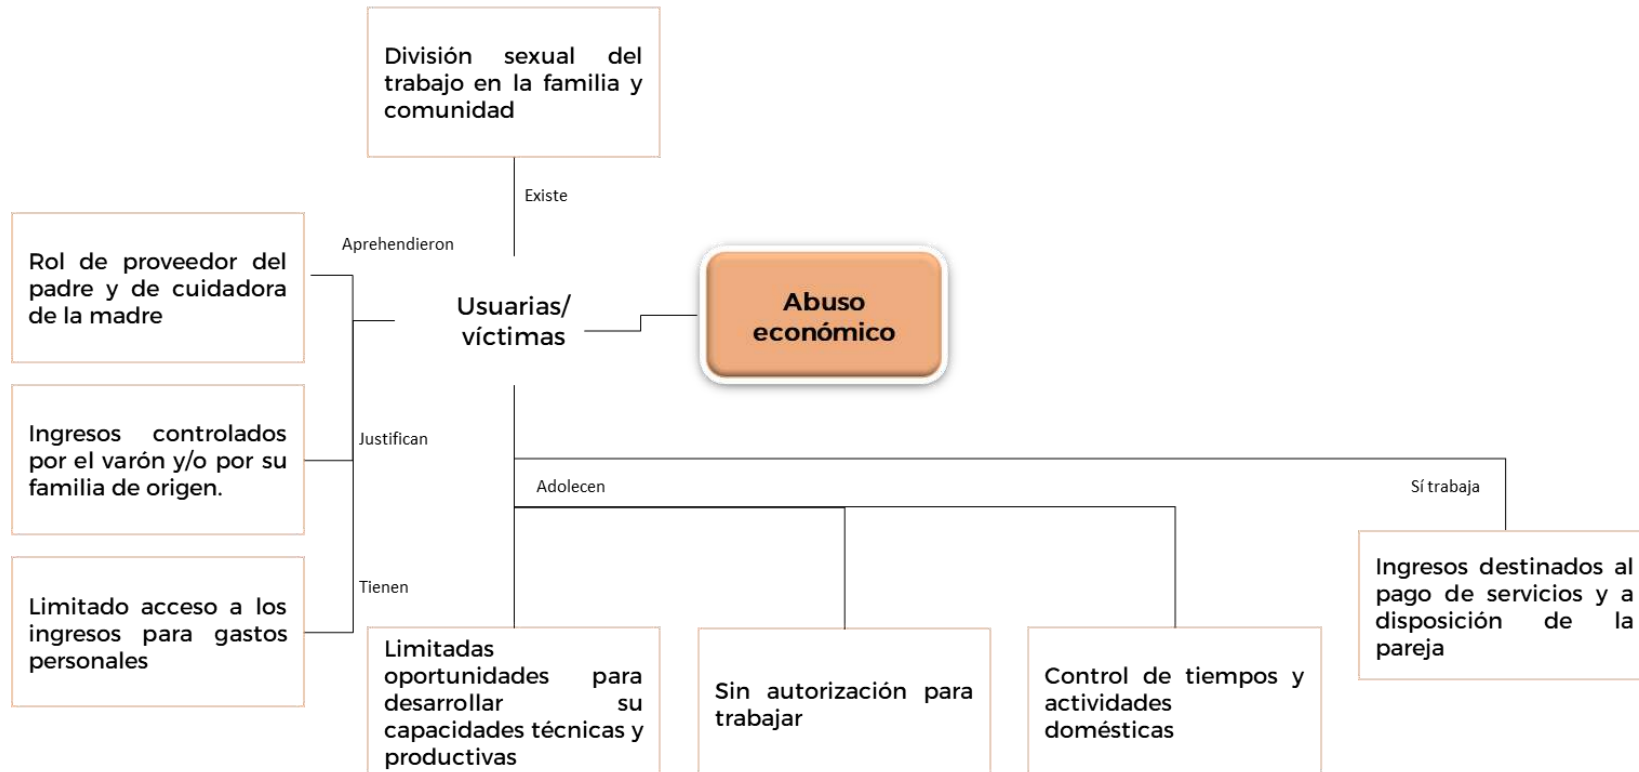 División sexual del
trabajo en la familia y
comunidad
Existe
Aprehendieron
Rol de proveedor del
padre y de cuidadora
de la madre
Usuarias/
víctimas
Abuso
económico
Ingresos controlados
por el varón y/o por su
familia de origen.
Justifican
Adolecen
Sí trabaja
Limitado acceso a los
ingresos para gastos
personales
Tienen
Limitadas
oportunidades para
desarrollar su
capacidades técnicas y
productivas
Sin autorización para
trabajar
Control de tiempos y
actividades
domésticas
Ingresos destinados al
pago de servicios y a
disposición de la
pareja